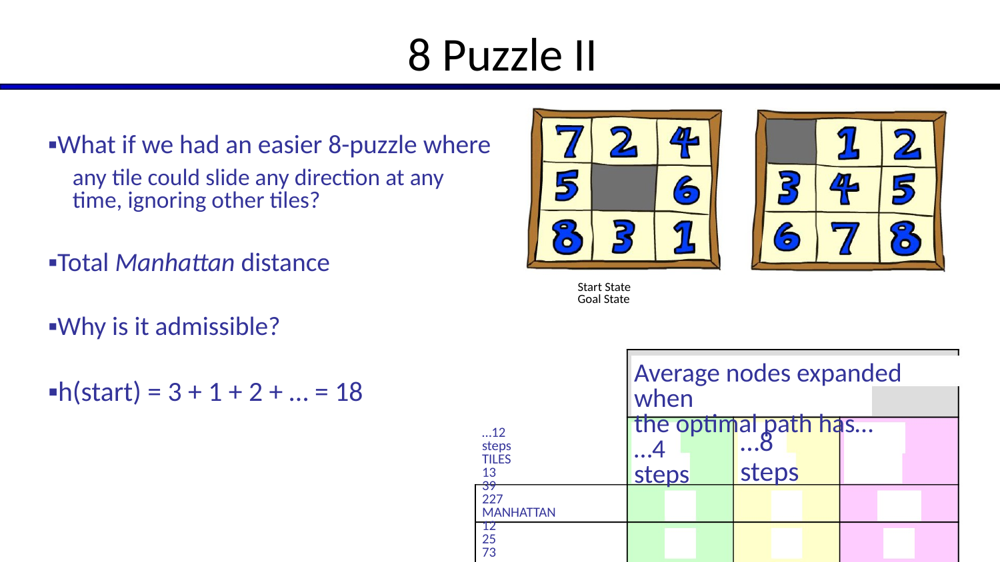 8 Puzzle II
▪What if we had an easier 8-puzzle where
any tile could slide any direction at any
time, ignoring other tiles?
▪Total Manhattan distance
▪Why is it admissible?
▪h(start) = 3 + 1 + 2 + … = 18
7 2 4
5 6
8 3 1
1 2
3 4 5
6 7 8
Start State
Goal State
Average nodes expanded
when
the optimal path has…
…4
steps
…8
steps
…12
steps
TILES
13
39
227
MANHATTAN
12
25
73